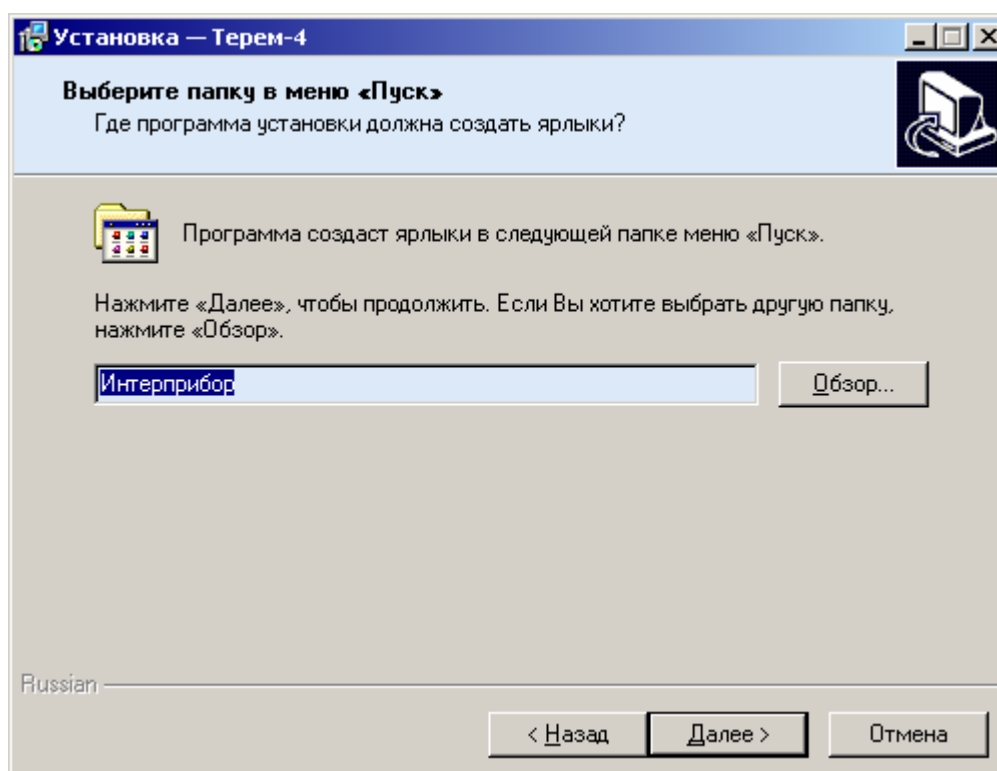 Установка — Терем-4
Выберите папку в меню «Пуск»
Где программа установки должна создать ярлыки?
Программа создаст ярлыки в следующей папке меню «Пуск».
Нажмите «Далее», чтобы продолжить. Если Вы хотите выбрать другую папку,
нажмите «Обзор».
Интерприбор
Обзор...
Russian
< Назад
Далее >
Отмена